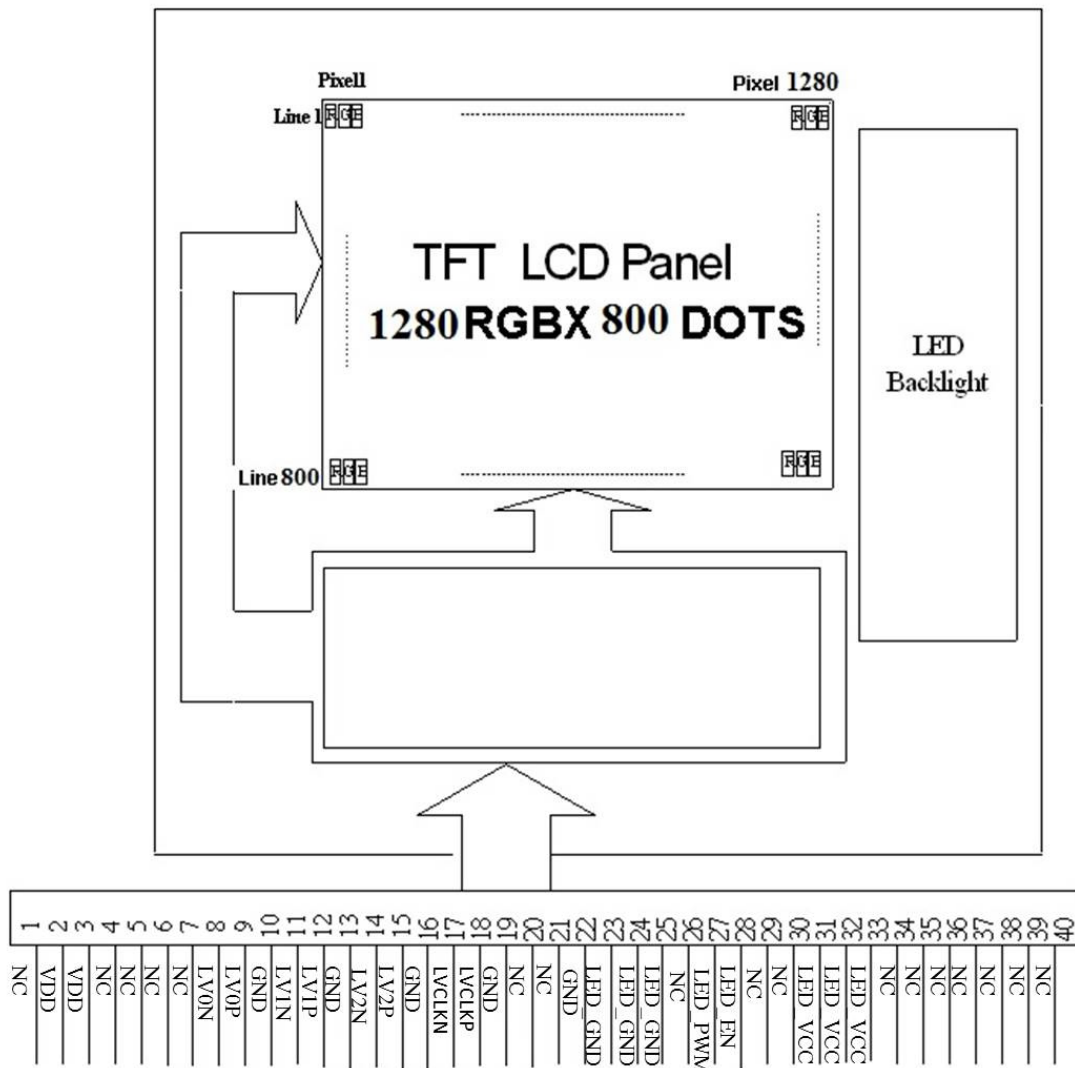 Pixel1
Pixel 1280
Line 1
RGB
RGB
TFT LCD Panel
1280 RGBX 800 DOTS
LED
Backlight
Line 800
RGB
RGB
1 2 3 4 5 6 7 8 9 10 11 12 13 14 15 16 17 18 19 20 21 22 23 24 25 26 27 28 29 30 31 32 33 34 35 36 37 38 39 40
NC
VDD
VDD
NC
NC
NC
NC
LV0N
LV0P
GND
LV1N
LV1P
GND
LV2N
LV2P
GND
LVCLKN
LVCLKP
GND
NC
NC
GND
LED_GND
LED_GND
LED_GND
NC
LED_PWM
LED_EN
NC
NC
LED_VCC
LED_VCC
LED_VCC
NC
NC
NC
NC
NC
NC
NC